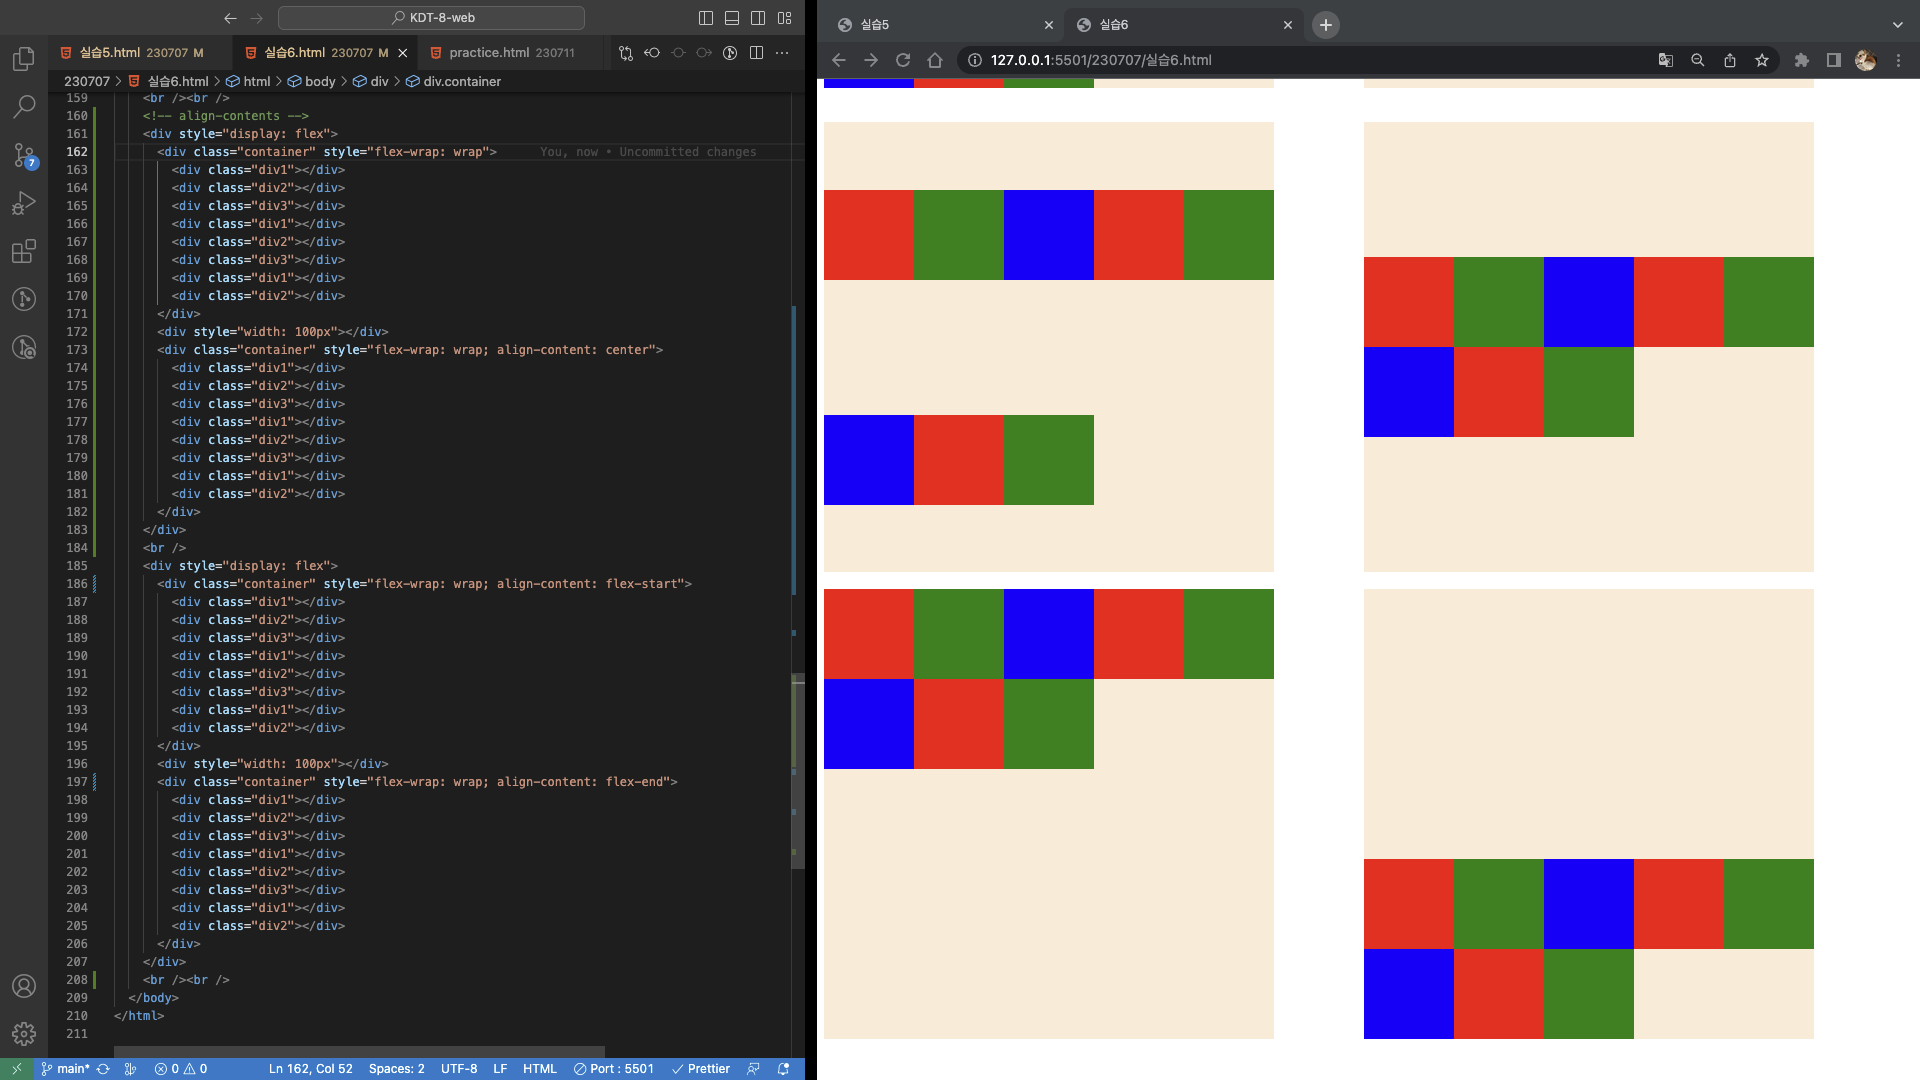 KDT-8-web
실습5.html 230707 M
실습6.html 230707 M
practice.html 230711
230707 > 실습6.html > html > body > div > div.container
159 <br /><br />
160 <!-- align-contents -->
161 <div style="display: flex">
162 <div class="container" style="flex-wrap: wrap"> You, now • Uncommitted changes
163 <div class="div1"></div>
164 <div class="div2"></div>
165 <div class="div3"></div>
166 <div class="div1"></div>
167 <div class="div2"></div>
168 <div class="div3"></div>
169 <div class="div1"></div>
170 <div class="div2"></div>
171 </div>
172 <div style="width: 100px"></div>
173 <div class="container" style="flex-wrap: wrap; align-content: center">
174 <div class="div1"></div>
175 <div class="div2"></div>
176 <div class="div3"></div>
177 <div class="div1"></div>
178 <div class="div2"></div>
179 <div class="div3"></div>
180 <div class="div1"></div>
181 <div class="div2"></div>
182 </div>
183 </div>
184 <br />
185 <div style="display: flex">
186 <div class="container" style="flex-wrap: wrap; align-content: flex-start">
187 <div class="div1"></div>
188 <div class="div2"></div>
189 <div class="div3"></div>
190 <div class="div1"></div>
191 <div class="div2"></div>
192 <div class="div3"></div>
193 <div class="div1"></div>
194 <div class="div2"></div>
195 </div>
196 <div style="width: 100px"></div>
197 <div class="container" style="flex-wrap: wrap; align-content: flex-end">
198 <div class="div1"></div>
199 <div class="div2"></div>
200 <div class="div3"></div>
201 <div class="div1"></div>
202 <div class="div2"></div>
203 <div class="div3"></div>
204 <div class="div1"></div>
205 <div class="div2"></div>
206 </div>
207 </div>
208 <br /><br />
209 </body>
210 </html>
211
7
main* 0 0 Ln 162, Col 52 Spaces: 2 UTF-8 LF HTML Port : 5501 Prettier
실습5
실습6
127.0.0.1:5501/230707/실습6.html